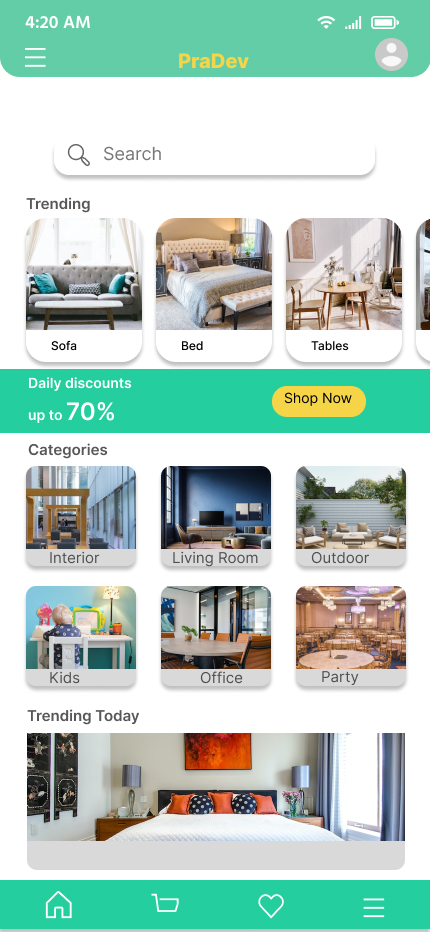 4:20 AM
PraDev
Search
Trending
Sofa
Bed
Tables
Daily discounts
up to 70%
Shop Now
Categories
Interior
Living Room
Outdoor
Kids
Office
Party
Trending Today